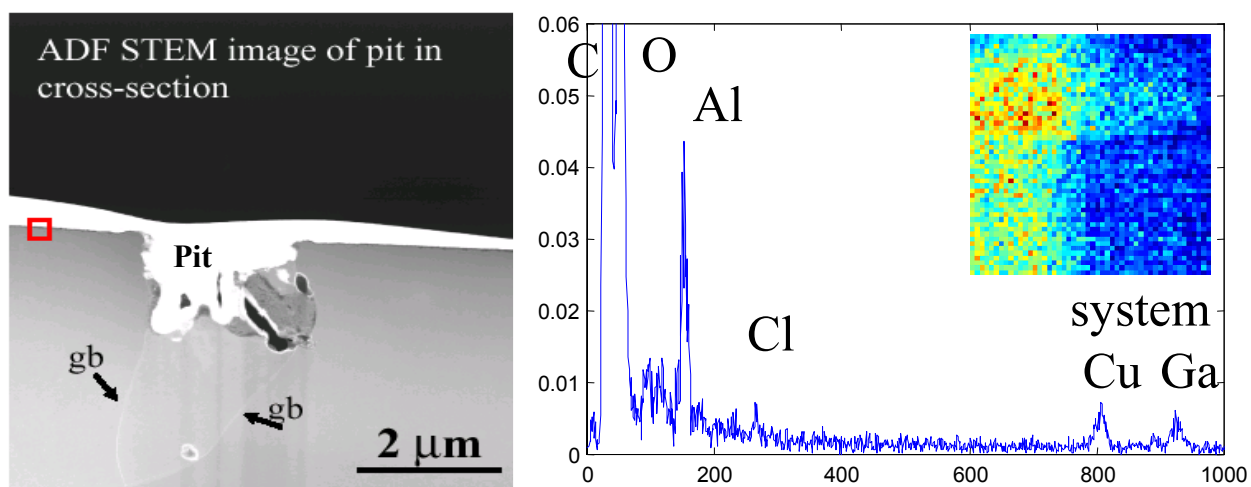 ADF STEM image of pit in
cross-section
Pit
gb
gb
2 μm
0.06
0.05
0.04
0.03
0.02
0.01
0
C
O
Al
Cl
system
Cu Ga
0 200 400 600 800 1000